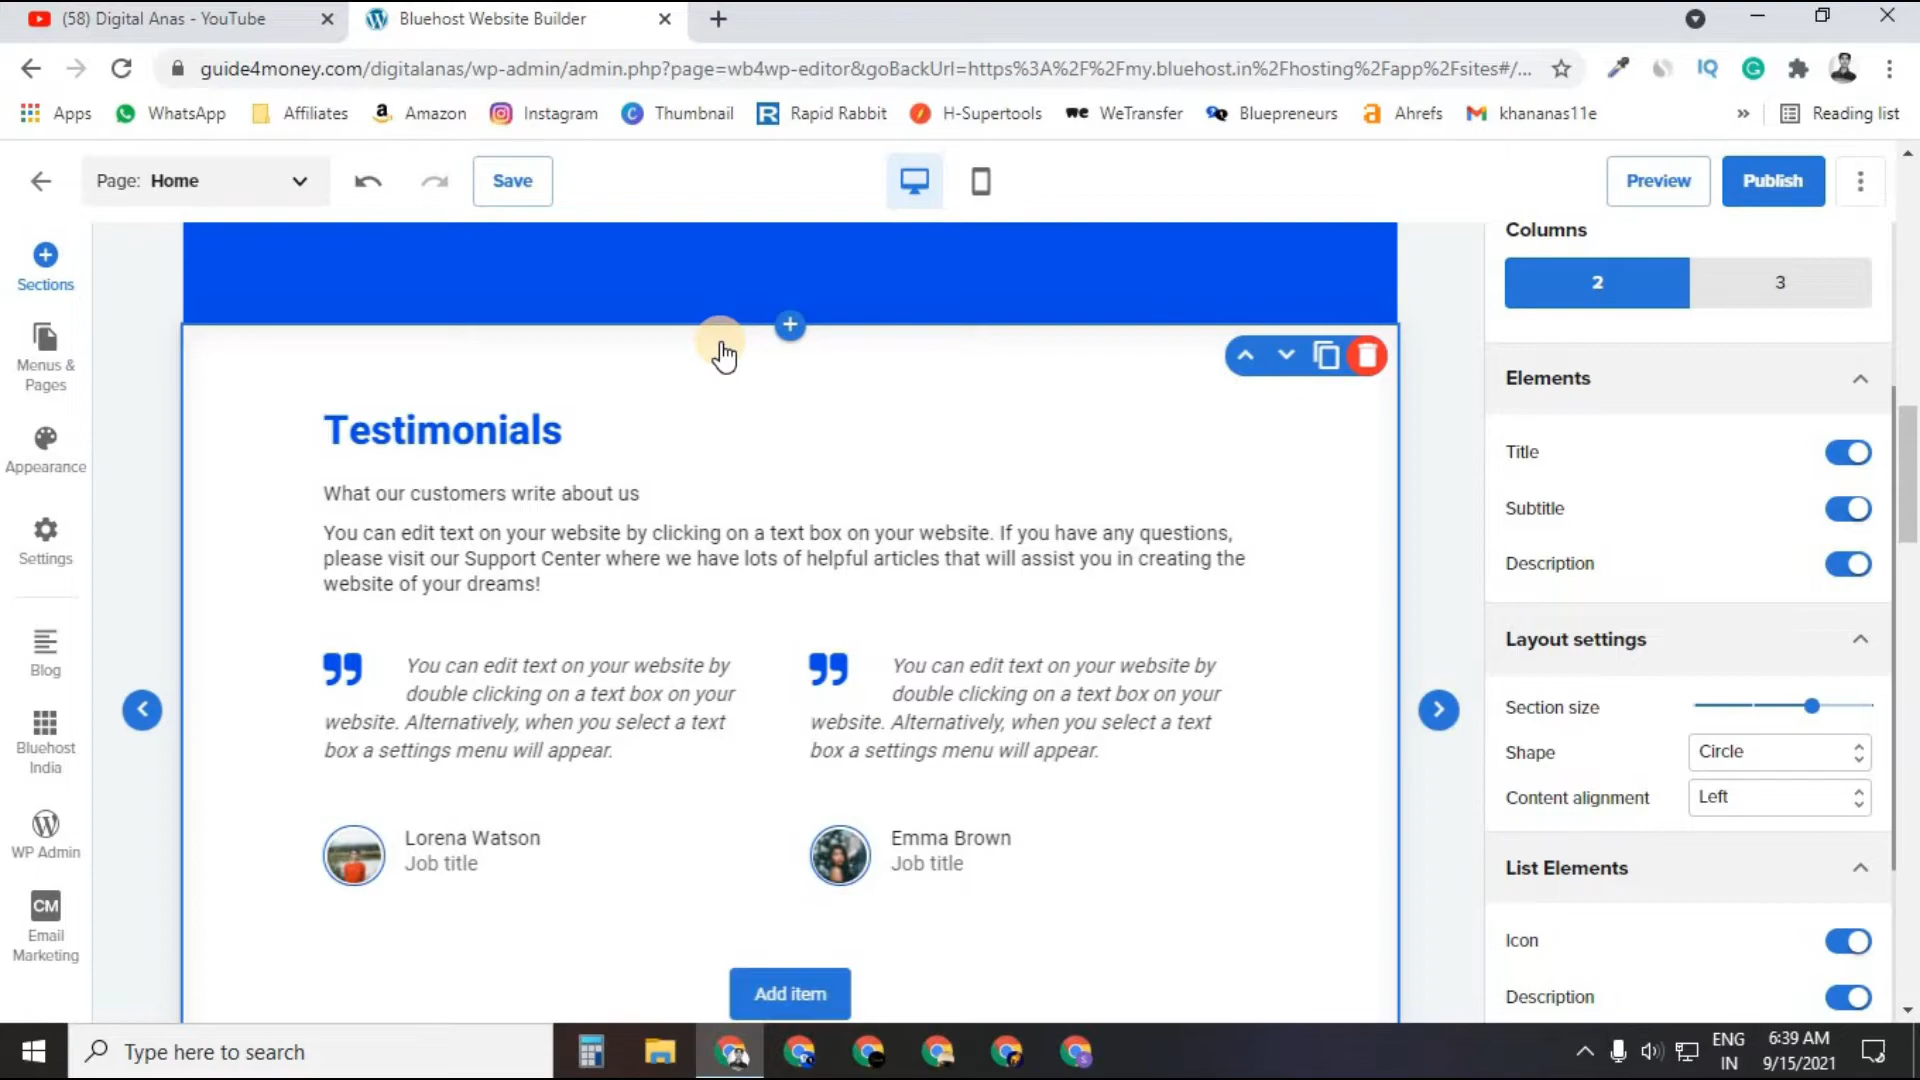 (58) Digital Anas - YouTube
Bluehost Website Builder
guide4money.com/digitalanas/wp-admin/admin.php?page=wb4wp-editor&goBackUrl=https%3A%2F%2Fmy.bluehost.in%2Fhosting%2Fapp%2Fsites#/...
IQ
Apps
WhatsApp
Affiliates
Amazon
Instagram
Thumbnail
Rapid Rabbit
H-Supertools
WeTransfer
Bluepreneurs
Ahrefs
khananas11e
»
Reading list
Page: Home
Save
Preview
Publish
Sections
Menus &
Pages
Appearance
Settings
Blog
Bluehost
India
WP Admin
CM
Email
Marketing
Testimonials
What our customers write about us
You can edit text on your website by clicking on a text box on your website. If you have any questions,
please visit our Support Center where we have lots of helpful articles that will assist you in creating the
website of your dreams!
You can edit text on your website by
double clicking on a text box on your
website. Alternatively, when you select a text
box a settings menu will appear.
Lorena Watson
Job title
You can edit text on your website by
double clicking on a text box on your
website. Alternatively, when you select a text
box a settings menu will appear.
Emma Brown
Job title
Add item
Columns
2
3
Elements
Title
Subtitle
Description
Layout settings
Section size
Shape
Circle
Content alignment
Left
List Elements
Icon
Description
Type here to search
ENG
IN
6:39 AM
9/15/2021